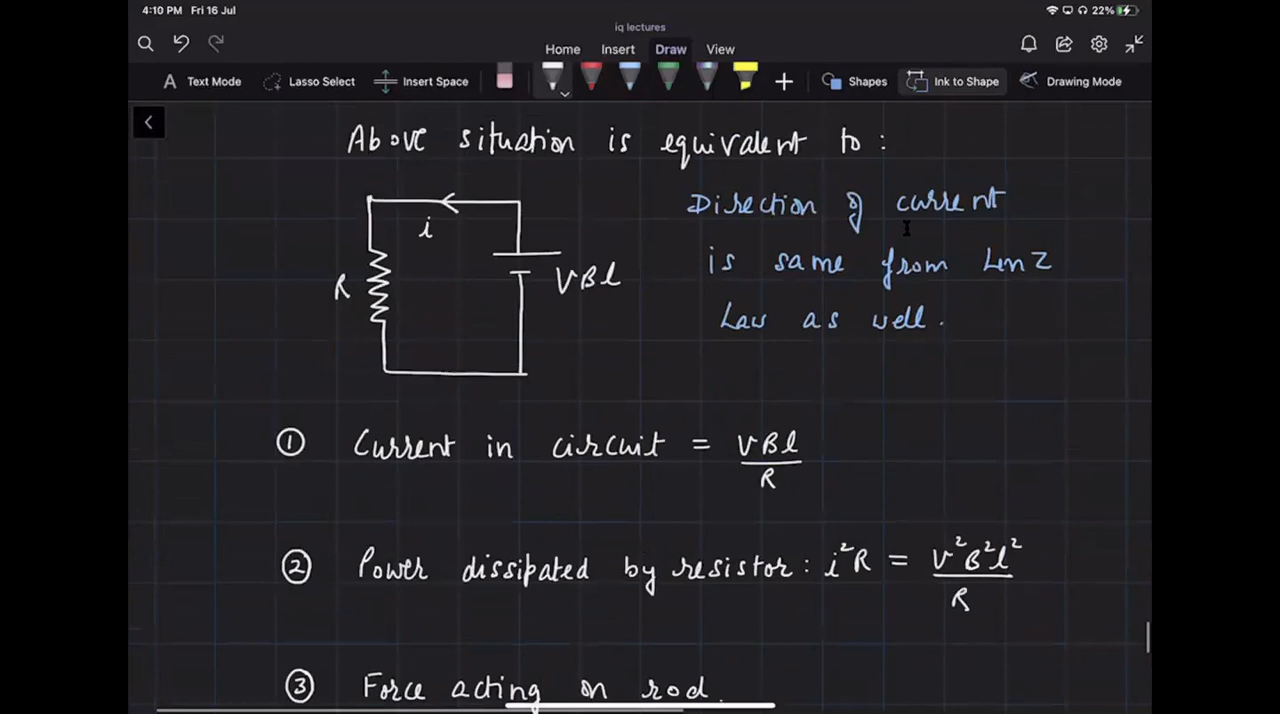 4:10 PM Fri 16 Jul
22%
iq lectures
Home Insert Draw View
Text Mode Lasso Select Insert Space Shapes Ink to Shape Drawing Mode
Above situation is equivalent to :
Direction of current
i
is same from Lenz
R
VBl
Law as well.
① Current in circuit = VBl/R
② Power dissipated by resistor : i²R = V²B²l²/R
③ Force acting on rod.